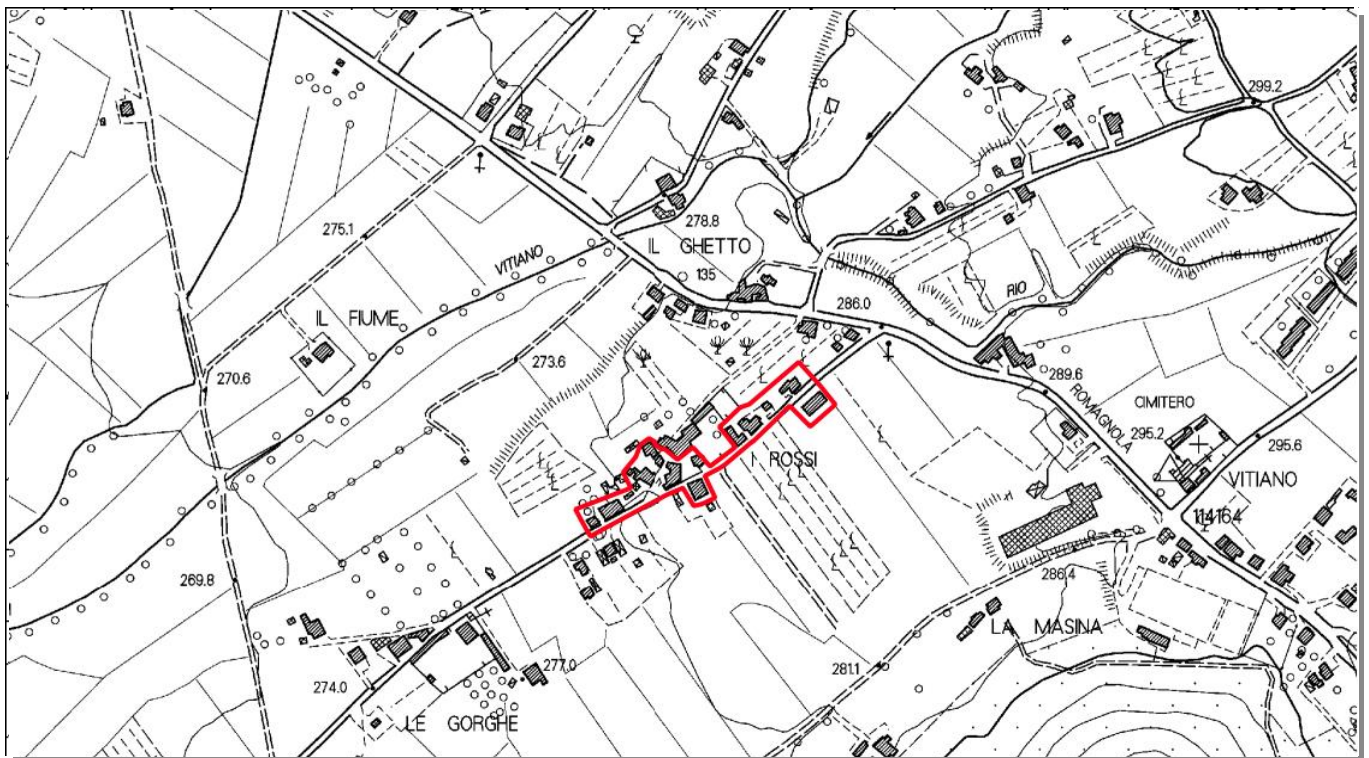 299.2
278.8
275.1
IL GHETTO
VITIANO
135
RIO
286.0
IL FIUME
273.6
289.6
270.6
ROMAGNOLA
CIMITERO
295.2
295.6
I ROSSI
VITIANO
114164
269.8
286.4
LA MASINA
277.0
281.1
274.0
LE GORGHE